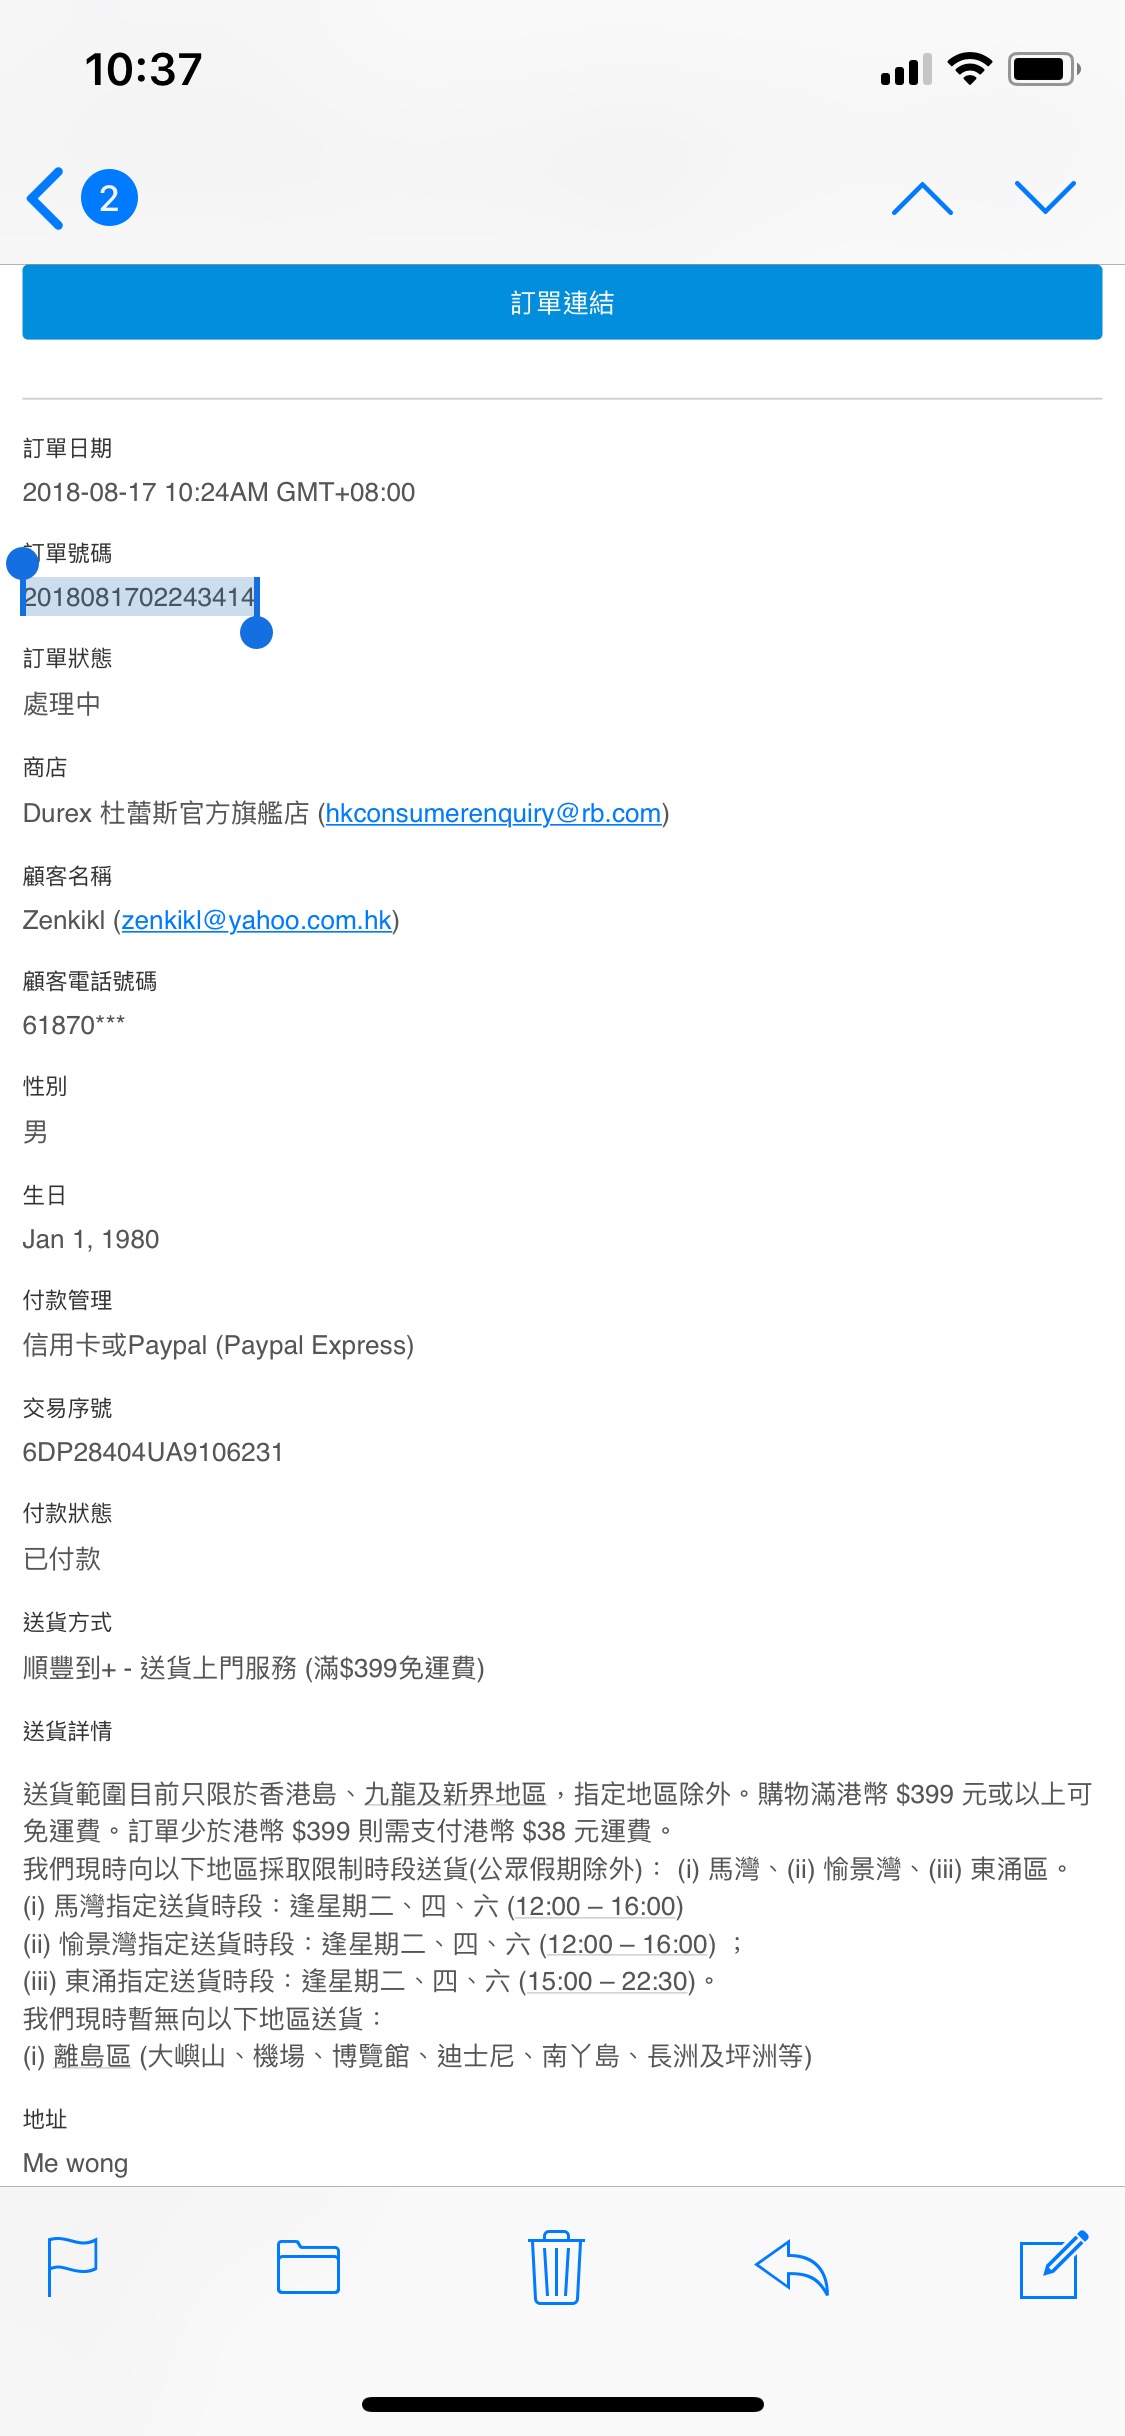 10:37
2
訂單連結
訂單日期
2018-08-17 10:24AM GMT+08:00
訂單號碼
2018081702243414
訂單狀態
處理中
商店
Durex 杜蕾斯官方旗艦店 (hkconsumerenquiry@rb.com)
顧客名稱
Zenkikl (zenkikl@yahoo.com.hk)
顧客電話號碼
61870***
性別
男
生日
Jan 1, 1980
付款管理
信用卡或Paypal (Paypal Express)
交易序號
6DP28404UA9106231
付款狀態
已付款
送貨方式
順豐到+ - 送貨上門服務 (滿$399免運費)
送貨詳情
送貨範圍目前只限於香港島、九龍及新界地區，指定地區除外。購物滿港幣 $399 元或以上可
免運費。訂單少於港幣 $399 則需支付港幣 $38 元運費。
我們現時向以下地區採取限制時段送貨(公眾假期除外)： (i) 馬灣、(ii) 愉景灣、(iii) 東涌區。
(i) 馬灣指定送貨時段：逢星期二、四、六 (12:00 – 16:00)
(ii) 愉景灣指定送貨時段：逢星期二、四、六 (12:00 – 16:00) ；
(iii) 東涌指定送貨時段：逢星期二、四、六 (15:00 – 22:30)。
我們現時暫無向以下地區送貨：
(i) 離島區 (大嶼山、機場、博覽館、迪士尼、南丫島、長洲及坪洲等)
地址
Me wong